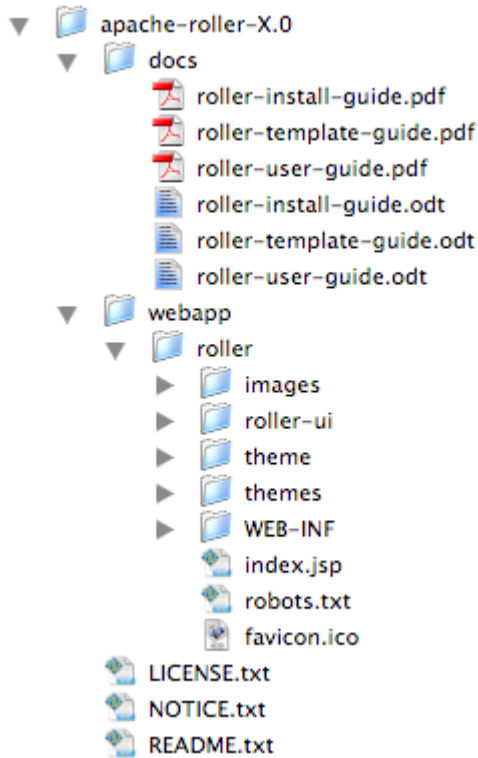 apache-roller-X.0
docs
roller-install-guide.pdf
roller-template-guide.pdf
roller-user-guide.pdf
roller-install-guide.odt
roller-template-guide.odt
roller-user-guide.odt
webapp
roller
images
roller-ui
theme
themes
WEB-INF
index.jsp
robots.txt
favicon.ico
LICENSE.txt
NOTICE.txt
README.txt